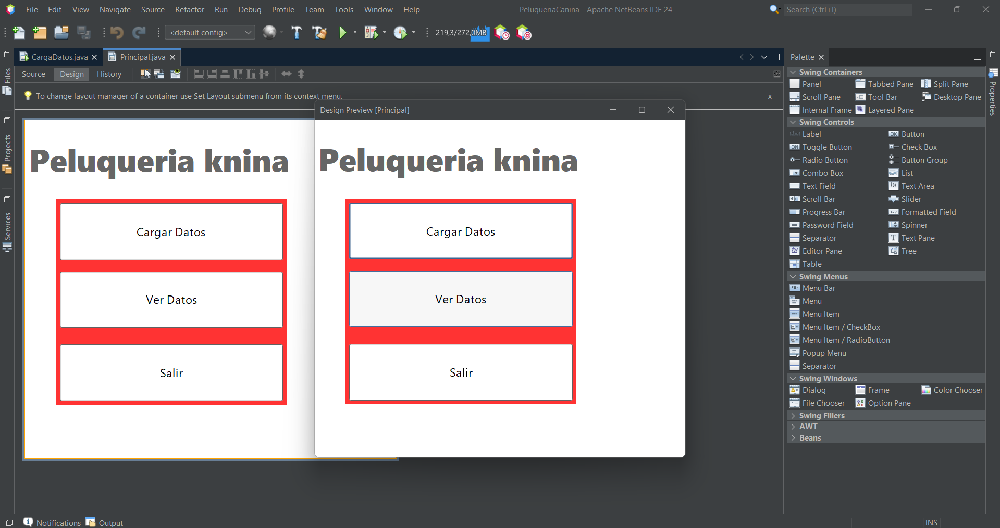 File Edit View Navigate Source Refactor Run Debug Profile Team Tools Window Help PeluqueriaCanina - Apache NetBeans IDE 24 Search (Ctrl+I)
<default config> 219,3/272,0MB
CargaDatos.java Principal.java
Source Design History
To change layout manager of a container use Set Layout submenu from its context menu. x
Files
Projects
Services
Peluqueria knina
Cargar Datos
Ver Datos
Salir
Design Preview [Principal]
Peluqueria knina
Cargar Datos
Ver Datos
Salir
Palette
Swing Containers
Panel Tabbed Pane Split Pane
Scroll Pane Tool Bar Desktop Pane
Internal Frame Layered Pane
Swing Controls
Label Button
Toggle Button Check Box
Radio Button Button Group
Combo Box List
Text Field Text Area
Scroll Bar Slider
Progress Bar Formatted Field
Password Field Spinner
Separator Text Pane
Editor Pane Tree
Table
Swing Menus
Menu Bar
Menu
Menu Item
Menu Item / CheckBox
Menu Item / RadioButton
Popup Menu
Separator
Swing Windows
Dialog Frame Color Chooser
File Chooser Option Pane
Swing Fillers
AWT
Beans
Properties
Notifications Output INS